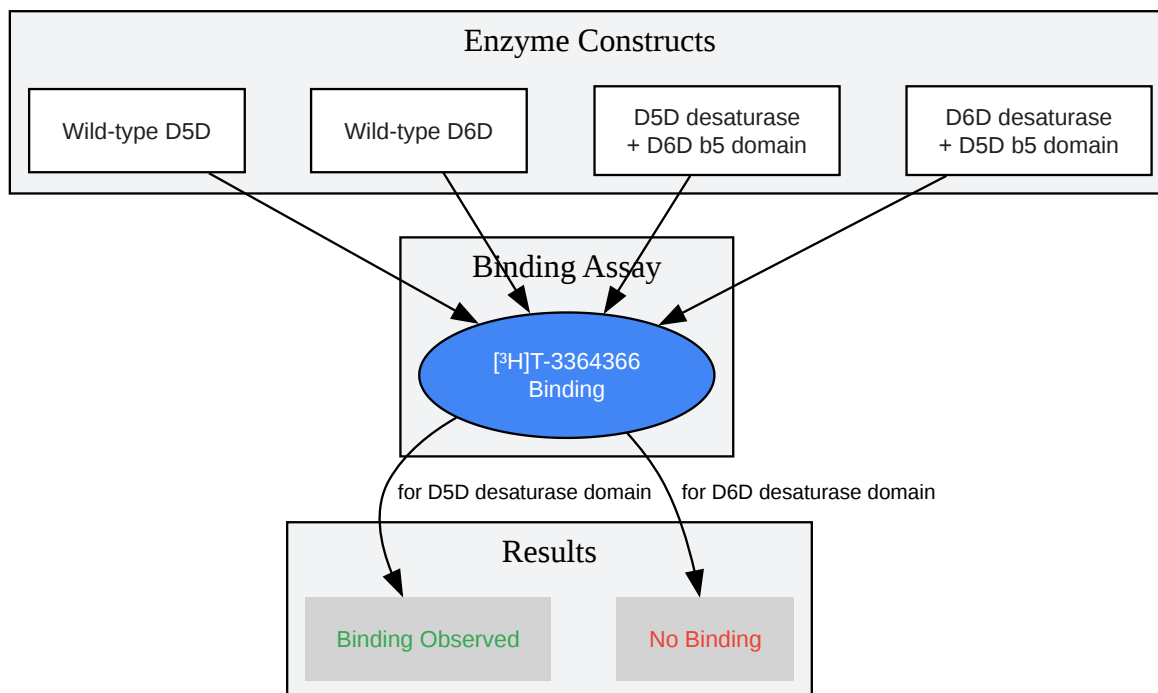 Enzyme Constructs
Wild-type D5D
Wild-type D6D
D5D desaturase
+ D6D b5 domain
D6D desaturase
+ D5D b5 domain
Binding Assay
[³H]T-3364366
Binding
for D5D desaturase domain
for D6D desaturase domain
Results
Binding Observed
No Binding